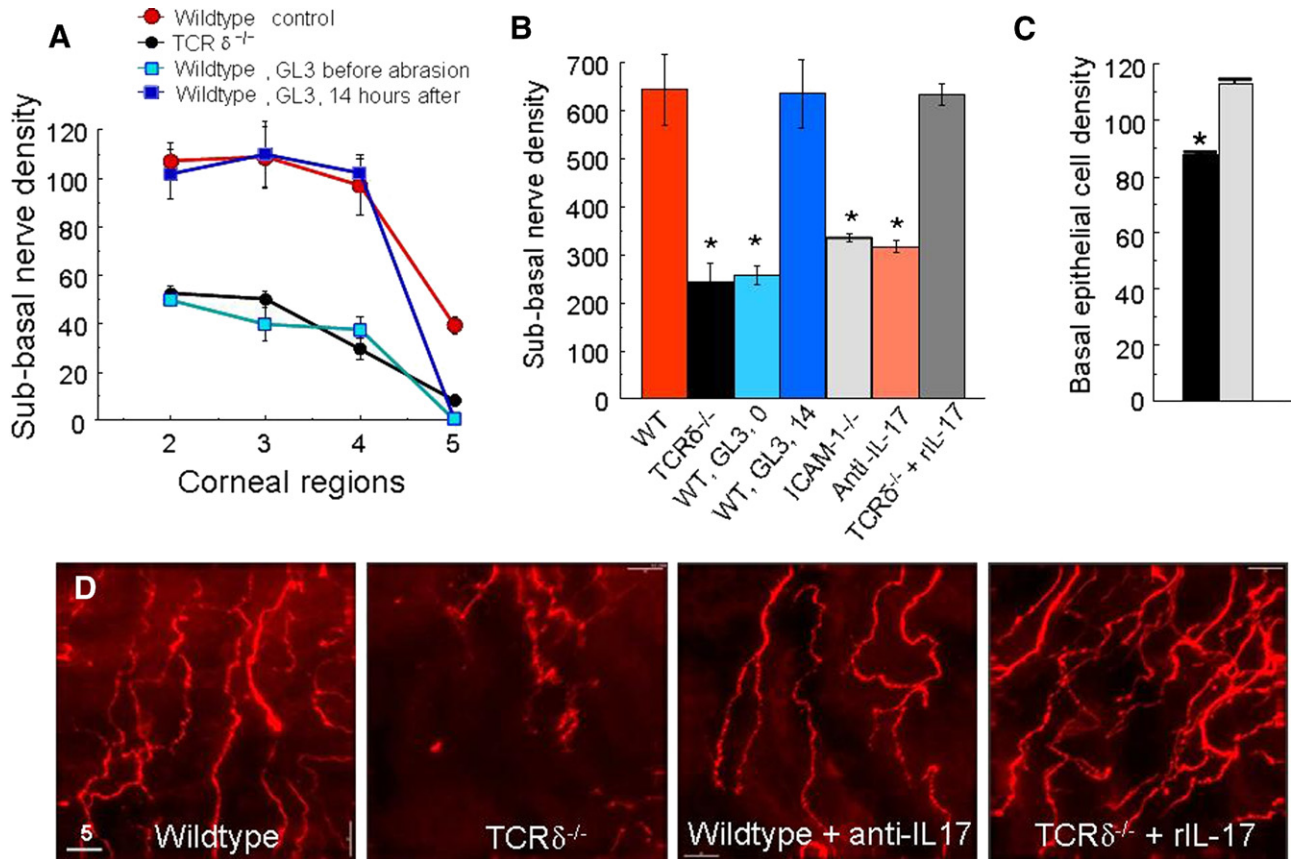 A
Wildtype control
TCR δ −/−
Wildtype , GL3 before abrasion
Wildtype , GL3, 14 hours after
Sub-basal nerve density
120
100
80
60
40
20
0
2 3 4 5
Corneal regions
B
Sub-basal nerve density
700
600
500
400
300
200
100
0
* * * *
WT
TCRδ-/-
WT, GL3, 0
WT, GL3, 14
ICAM-1-/-
Anti-IL-17
TCRδ-/- + rIL-17
C
Basal epithelial cell density
120
100
80
60
40
20
0
*
D
5
Wildtype
TCRδ-/-
Wildtype + anti-IL17
TCRδ-/- + rIL-17